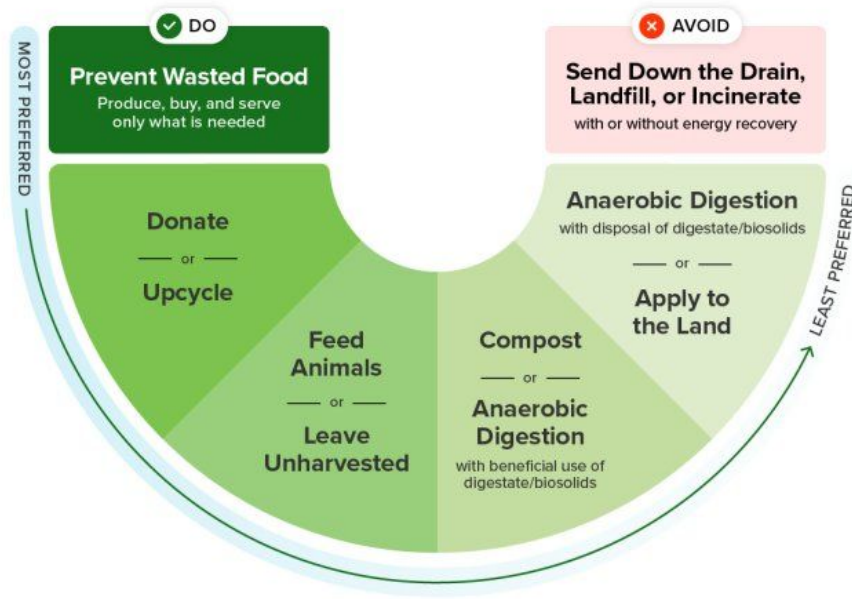 DO
Prevent Wasted Food
Produce, buy, and serve
only what is needed
AVOID
Send Down the Drain,
Landfill, or Incinerate
with or without energy recovery
MOST PREFERRED
Donate
or
Upcycle
Feed
Animals
or
Leave
Unharvested
Compost
or
Anaerobic
Digestion
with beneficial use of
digestate/biosolids
Anaerobic Digestion
with disposal of digestate/biosolids
or
Apply to
the Land
LEAST PREFERRED